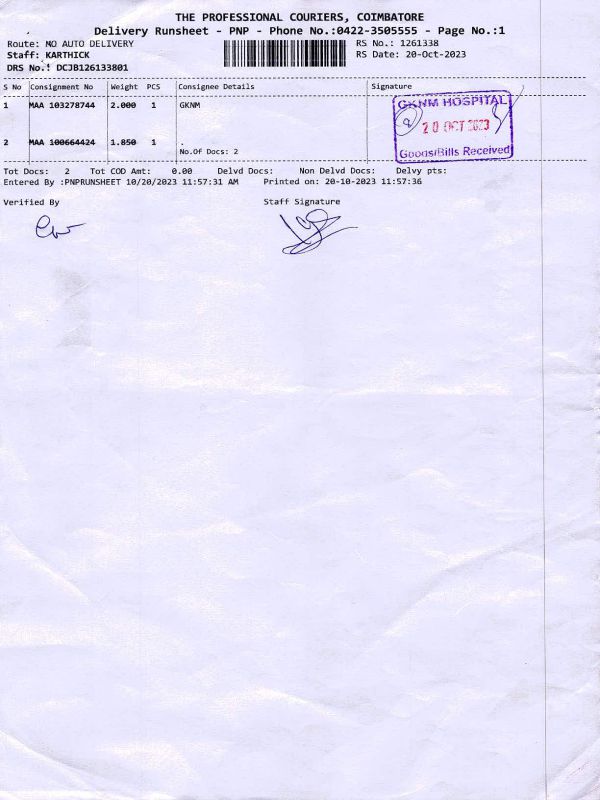 THE PROFESSIONAL COURIERS, COIMBATORE
Delivery Runsheet - PNP - Phone No.:0422-3505555 - Page No.:1
Route: MO AUTO DELIVERY RS No.: 1261338
Staff: KARTHICK RS Date: 20-Oct-2023
DRS No.: DCJB126133801
S No Consignment No Weight PCS Consignee Details Signature
1 MAA 103278744 2.000 1 GKNM
GKNM HOSPITAL
20 OCT 2023
Goods/Bills Received
2 MAA 100664424 1.850 1 .
No.Of Docs: 2
Tot Docs: 2 Tot COD Amt: 0.00 Delvd Docs: Non Delvd Docs: Delvy pts:
Entered By :PNPRUNSHEET 10/20/2023 11:57:31 AM Printed on: 20-10-2023 11:57:36
Verified By Staff Signature